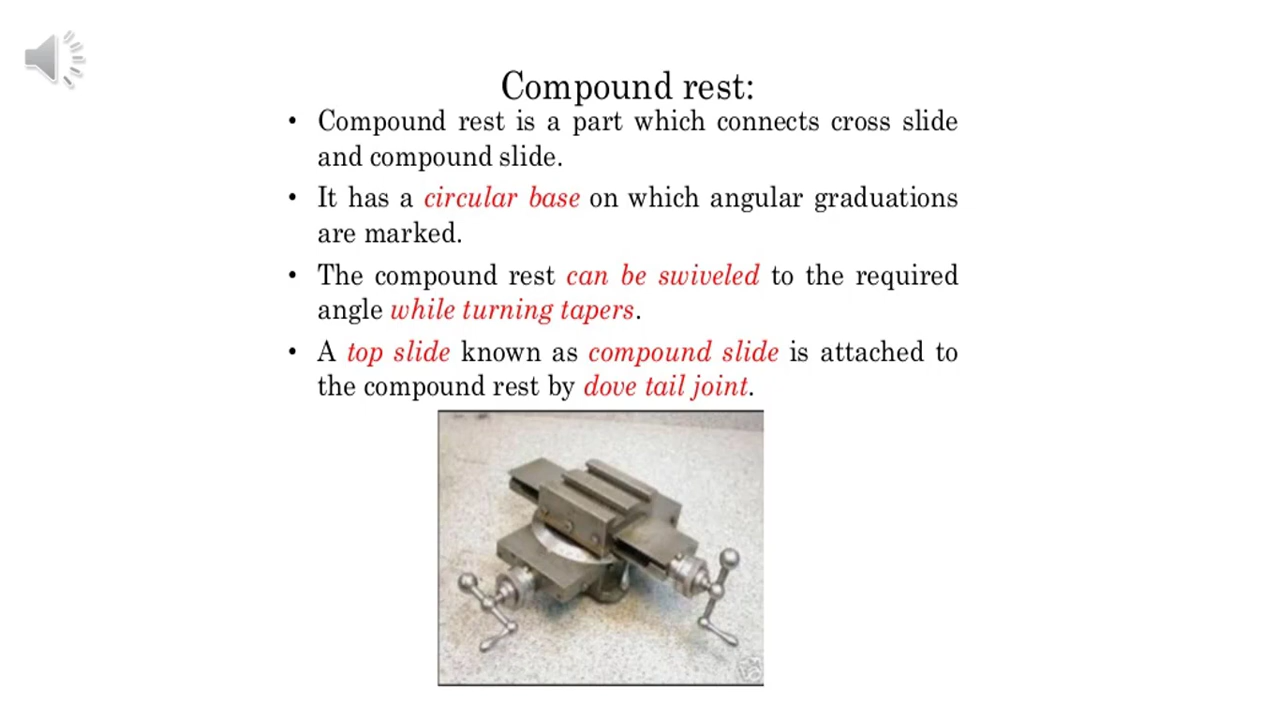 Compound rest:
• Compound rest is a part which connects cross slide
and compound slide.
• It has a circular base on which angular graduations
are marked.
• The compound rest can be swiveled to the required
angle while turning tapers.
• A top slide known as compound slide is attached to
the compound rest by dove tail joint.